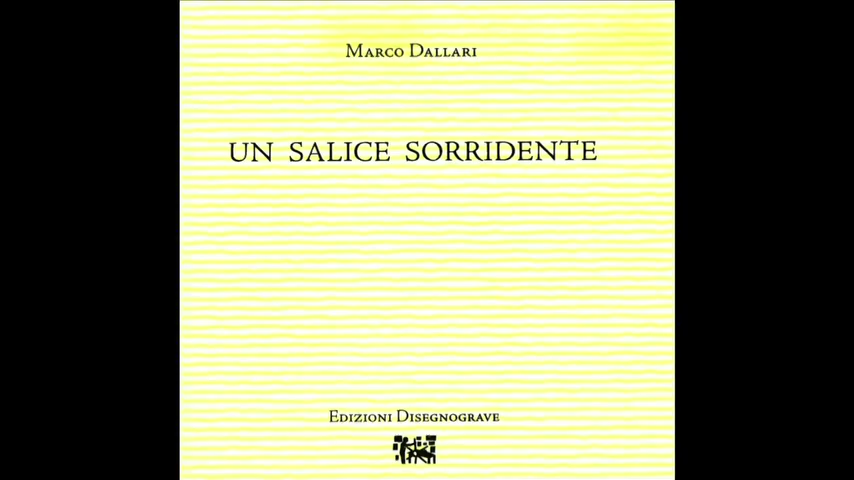 MARCO DALLARI
UN SALICE SORRIDENTE
EDIZIONI DISEGNOGRAVE